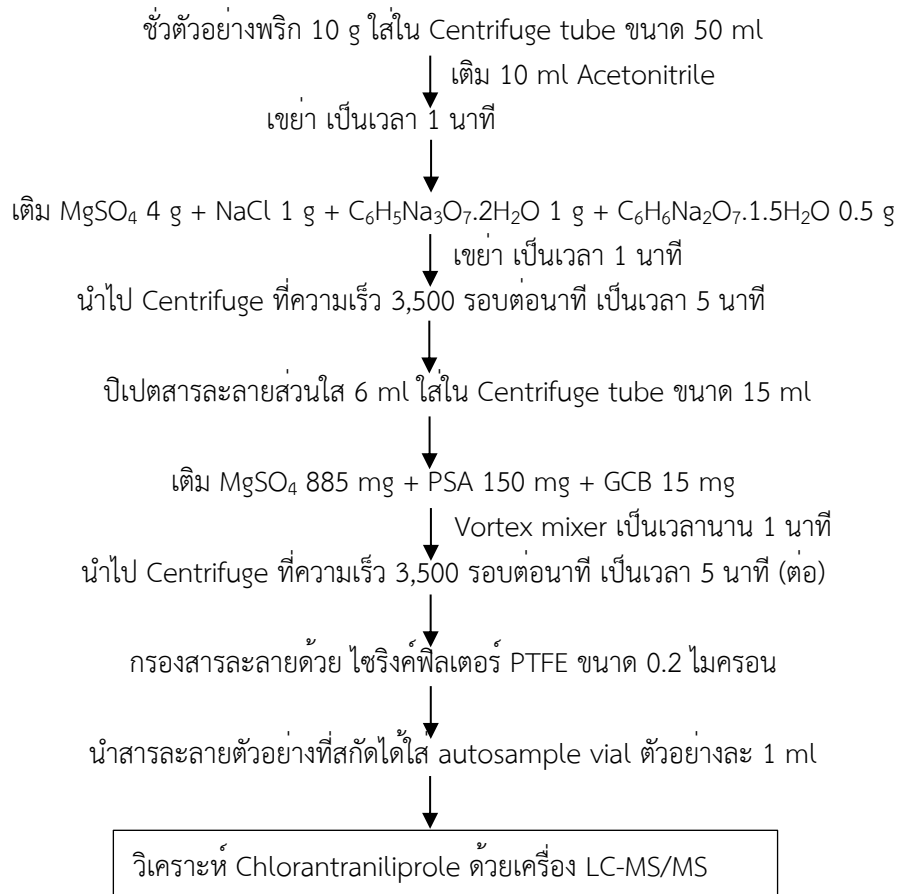 ชั่วตัวอย่างพริก 10 g ใส่ใน Centrifuge tube ขนาด 50 ml
เติม 10 ml Acetonitrile
เขย่า เป็นเวลา 1 นาที
เติม MgSO₄ 4 g + NaCl 1 g + C₆H₅Na₃O₇.2H₂O 1 g + C₆H₆Na₂O₇.1.5H₂O 0.5 g
เขย่า เป็นเวลา 1 นาที
นำไป Centrifuge ที่ความเร็ว 3,500 รอบต่อนาที เป็นเวลา 5 นาที
ปิเปตสารละลายส่วนใส 6 ml ใส่ใน Centrifuge tube ขนาด 15 ml
เติม MgSO₄ 885 mg + PSA 150 mg + GCB 15 mg
Vortex mixer เป็นเวลานาน 1 นาที
นำไป Centrifuge ที่ความเร็ว 3,500 รอบต่อนาที เป็นเวลา 5 นาที (ต่อ)
กรองสารละลายด้วย ไซริงค์ฟิลเตอร์ PTFE ขนาด 0.2 ไมครอน
นำสารละลายตัวอย่างที่สกัดได้ใส่ autosample vial ตัวอย่างละ 1 ml
วิเคราะห์ Chlorantraniliprole ด้วยเครื่อง LC-MS/MS